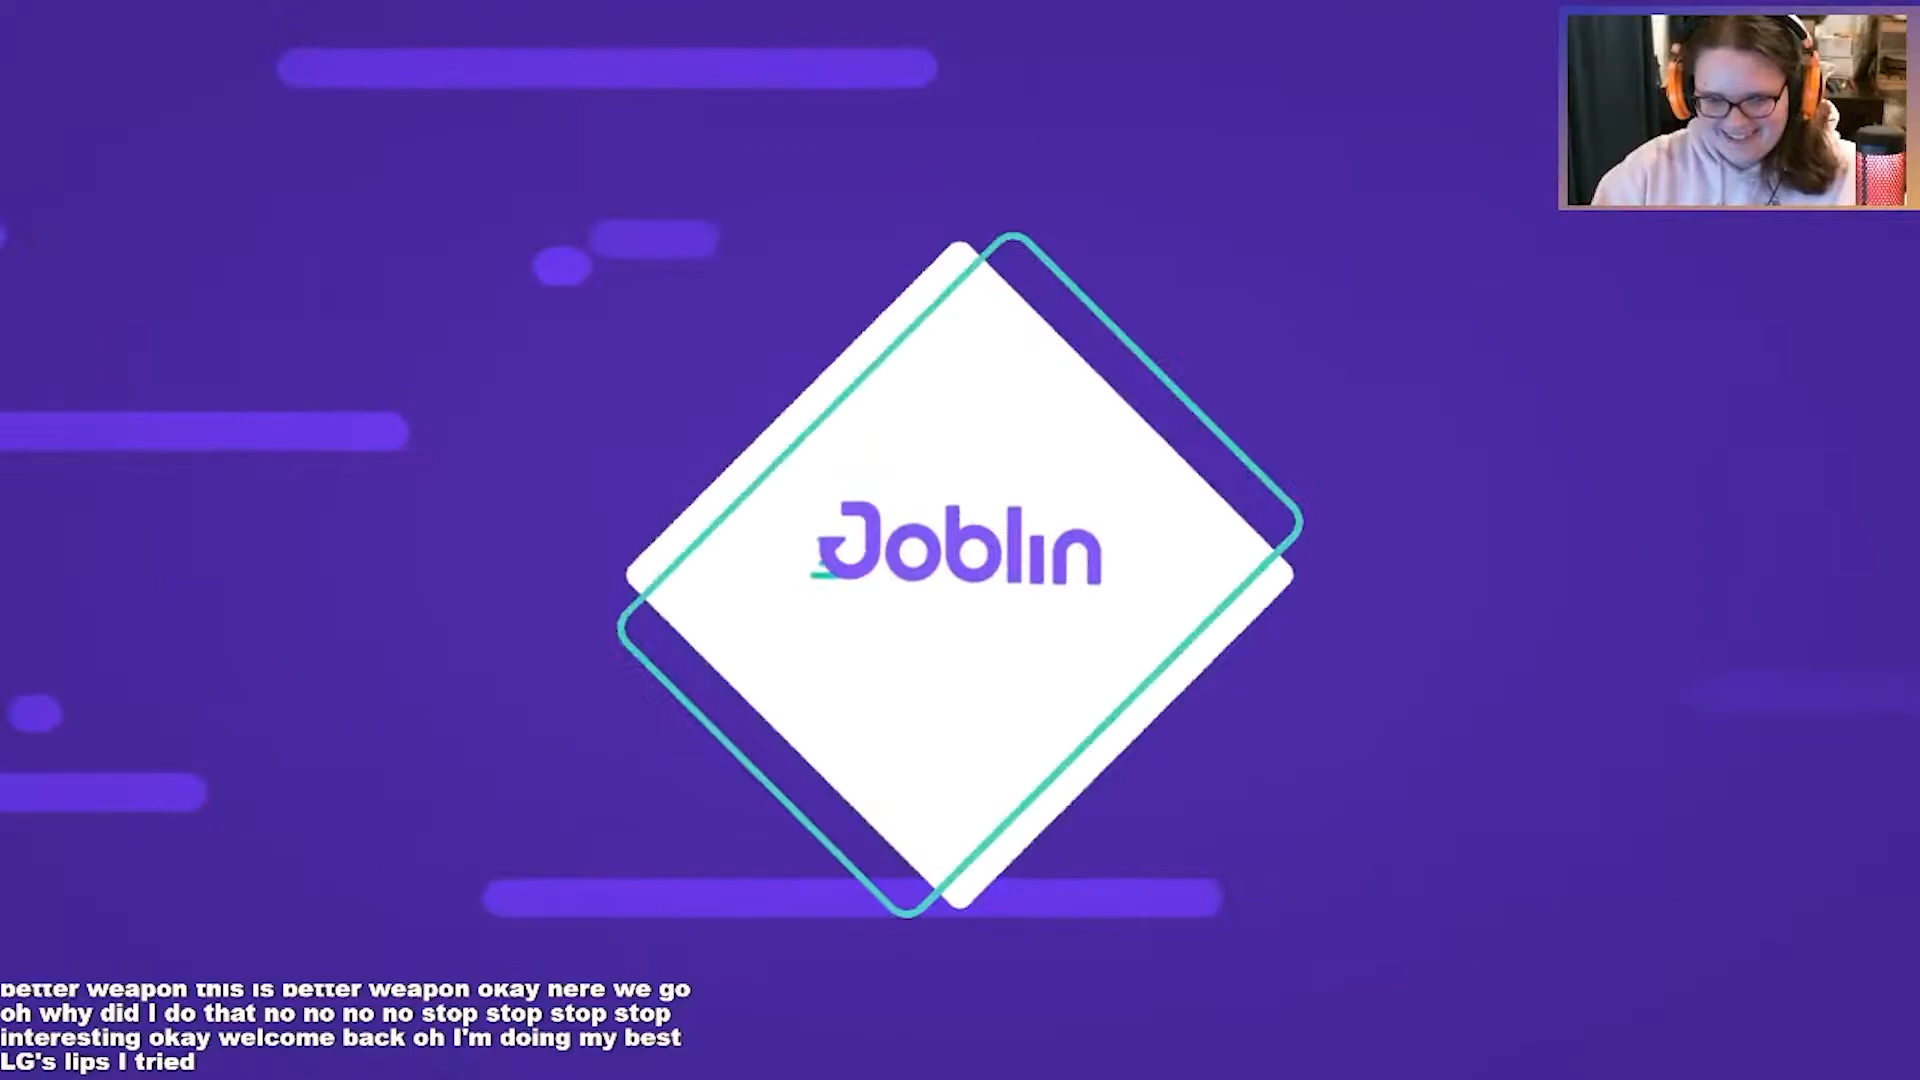 Joblin
better weapon this is better weapon okay here we go
oh why did I do that no no no no stop stop stop stop
interesting okay welcome back oh I'm doing my best
LG's lips I tried